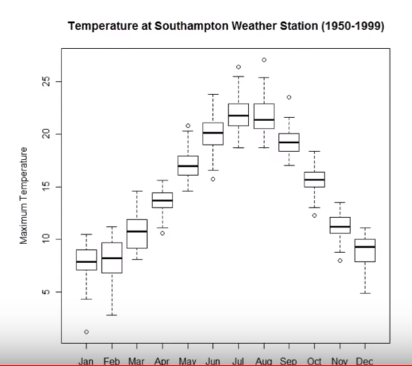 Temperature at Southampton Weather Station (1950-1999)
Maximum Temperature
25
20
15
10
5
Jan Feb Mar Apr May Jun Jul Aug Sep Oct Nov Dec